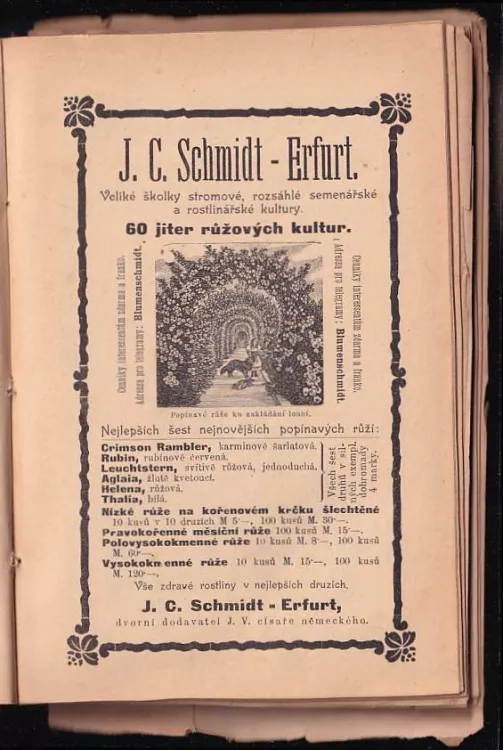 J. C. Schmidt - Erfurt.
Veliké školky stromové, rozsáhlé semenářské
a rostlinářské kultury.
60 jiter růžových kultur.
Cenníky interessentům zdarma a franko.
Adressa pro telegramy: Blumenschmidt.
Adressa pro telegramy: Blumenschmidt.
Cenníky interessentům zdarma a franko.
Popínavé růže ku zakládání loubí.
Nejlepších šest nejnovějších popínavých růží:
Crimson Rambler, karmínově šarlatová.
Rubin, rubínově červená.
Leuchtstern, svítivě růžová, jednoduchá.
Aglaia, žlutě kvetoucí.
Helena, růžová.
Thalia, bílá.
Všech šest
druhů v sil-
ných exempl.
dohromady
4 marky.
Nízké růže na kořenovém krčku šlechtěné
10 kusů v 10 druzích M 5·—, 100 kusů M. 30·—.
Pravokořenné měsíční růže 100 kusů M. 15·—.
Polovysokokmenné růže 10 kusů M. 8·—, 100 kusů
M. 60·—.
Vysokokmenné růže 10 kusů M. 15·—, 100 kusů
M. 120·—.
Vše zdravé rostliny v nejlepších druzích.
J. C. Schmidt - Erfurt,
dvorní dodavatel J. V. císaře německého.